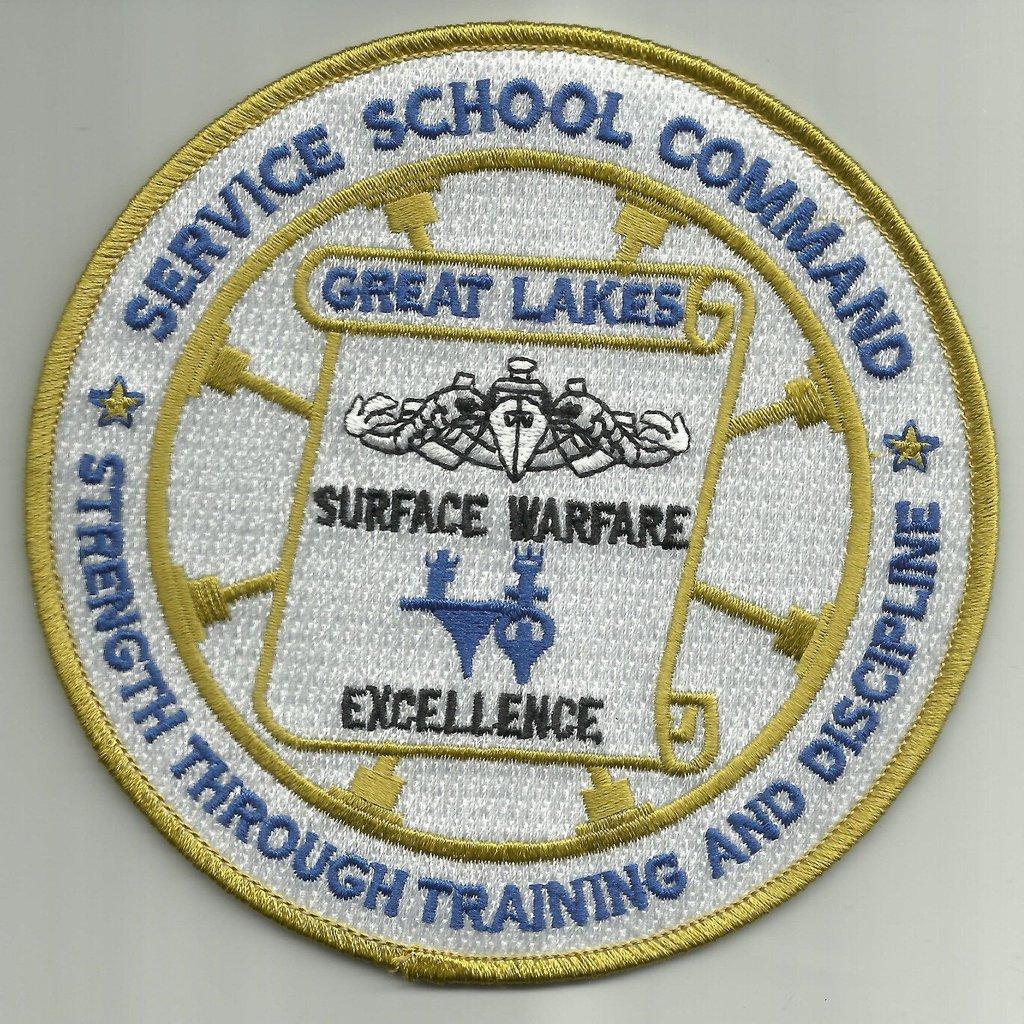 SERVICE SCHOOL COMMAND
GREAT LAKES
SURFACE WARFARE
EXCELLENCE
STRENGTH THROUGH TRAINING AND DISCIPLINE